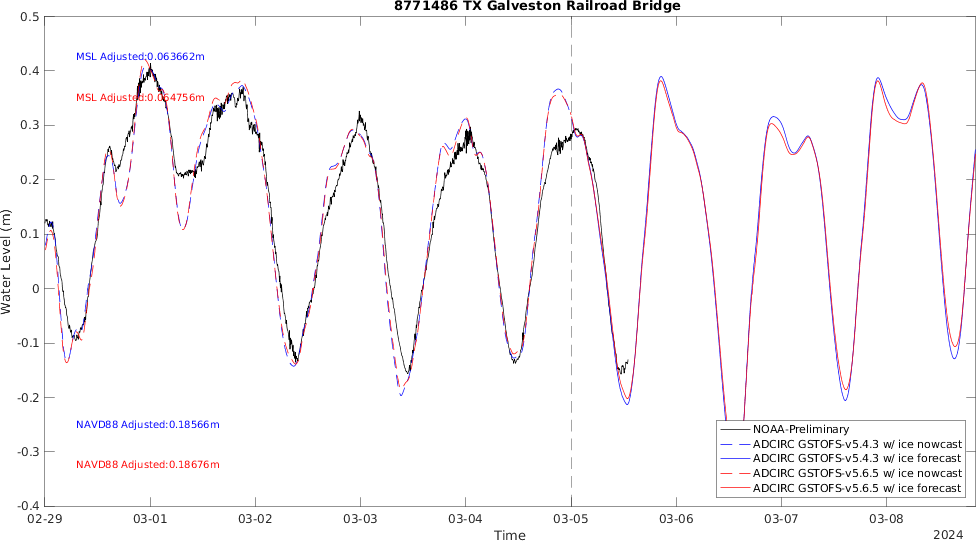 8771486 TX Galveston Railroad Bridge
0.5
0.4
0.3
0.2
0.1
0
-0.1
-0.2
-0.3
-0.4
Water Level (m)
MSL Adjusted:0.063662m
MSL Adjusted:0.064756m
NAVD88 Adjusted:0.18566m
NAVD88 Adjusted:0.18676m
NOAA-Preliminary
ADCIRC GSTOFS-v5.4.3 w/ ice nowcast
ADCIRC GSTOFS-v5.4.3 w/ ice forecast
ADCIRC GSTOFS-v5.6.5 w/ ice nowcast
ADCIRC GSTOFS-v5.6.5 w/ ice forecast
02-29 03-01 03-02 03-03 03-04 03-05 03-06 03-07 03-08
Time
2024